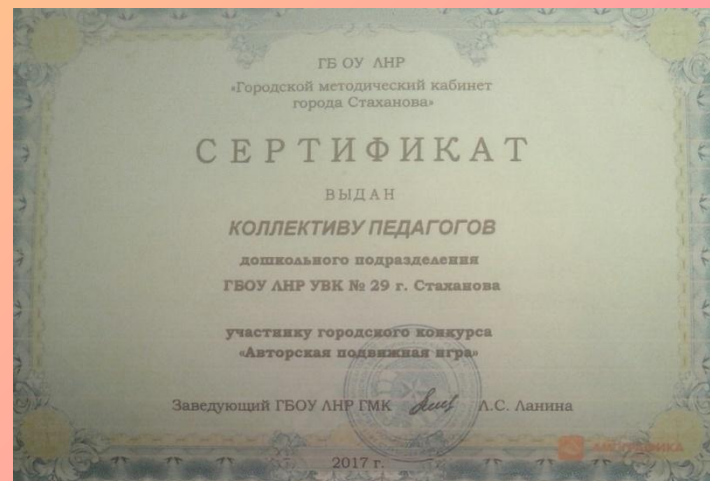 ГБ ОУ ЛНР
«Городской методический кабинет
города Стаханова»
СЕРТИФИКАТ
ВЫДАН
КОЛЛЕКТИВУ ПЕДАГОГОВ
дошкольного подразделения
ГБОУ ЛНР УВК № 29 г. Стаханова
участнику городского конкурса
«Авторская подвижная игра»
Заведующий ГБОУ ЛНР ГМК Л.С. Ланина
2017 г.